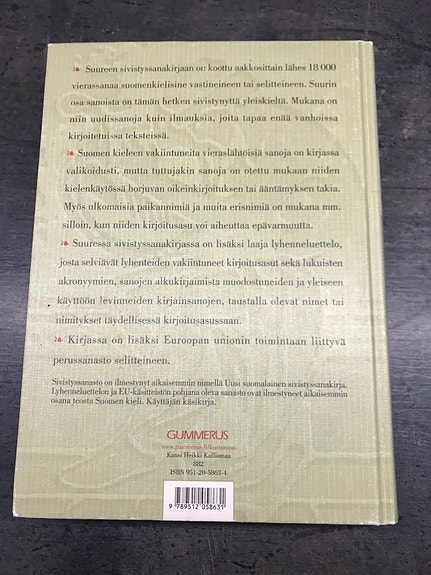 ❧ Suureen sivistyssanakirjaan on koottu aakkosittain lähes 18 000
vierassanaa suomenkielisine vastineineen tai selitteineen. Suurin
osa sanoista on tämän hetken sivistynyttä yleiskieltä. Mukana on
niin uudissanoja kuin ilmauksia, joita tapaa enää vanhoissa
kirjoitetuissa teksteissä.
❧ Suomen kieleen vakiintuneita vieraslähtöisiä sanoja on kirjassa
valikoidusti, mutta tuttujakin sanoja on otettu mukaan niiden
kielenkäytössä horjuvan oikeinkirjoituksen tai ääntämyksen takia.
Myös ulkomaisia paikannimiä ja muita erisnimiä on mukana mm.
silloin, kun niiden kirjoitusasu voi aiheuttaa epävarmuutta.
❧ Suuressa sivistyssanakirjassa on lisäksi laaja lyhenneluettelo,
josta selviävät lyhenteiden vakiintuneet kirjoitusasut sekä lukuisten
akronyymien, sanojen alkukirjaimista muodostuneiden ja yleiseen
käyttöön levinneiden kirjainsanojen, taustalla olevat nimet tai
nimitykset täydellisessä kirjoitusasussaan.
❧ Kirjassa on lisäksi Euroopan unionin toimintaan liittyvä
perussanasto selitteineen.
Sivistyssanasto on ilmestynyt aikaisemmin nimellä Uusi suomalainen sivistyssanakirja.
Lyhenneluettelon ja EU-käsitteistön pohjana oleva sanasto ovat ilmestyneet aikaisemmin
osana teosta Suomen kieli. Käyttäjän käsikirja.
GUMMERUS
www.gummerus.fi/kustannus
Kansi Heikki Kalliomaa
882
ISBN 951-20-5863-4
9 789512 058631